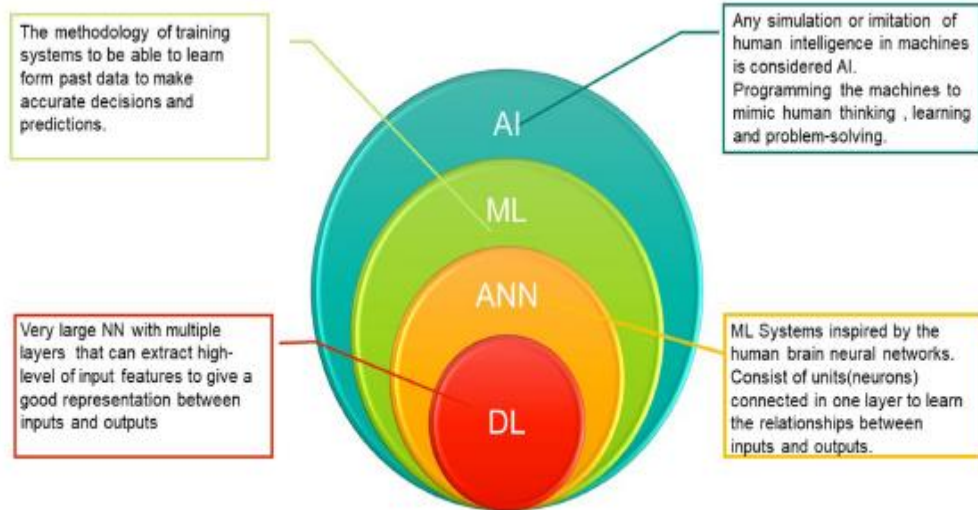 The methodology of training
systems to be able to learn
form past data to make
accurate decisions and
predictions.
Any simulation or imitation of
human intelligence in machines
is considered AI.
Programming the machines to
mimic human thinking , learning
and problem-solving.
AI
ML
ANN
DL
Very large NN with multiple
layers that can extract high-
level of input features to give a
good representation between
inputs and outputs
ML Systems inspired by the
human brain neural networks.
Consist of units(neurons)
connected in one layer to learn
the relationships between
inputs and outputs.